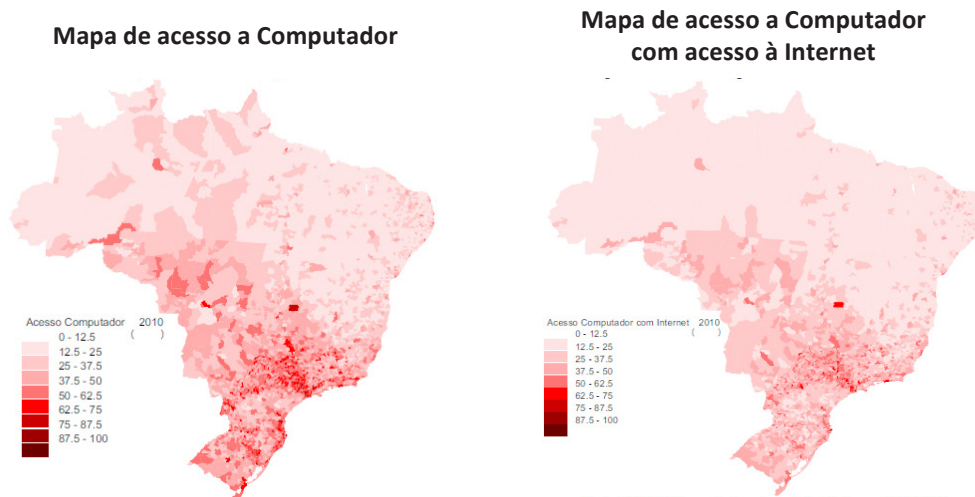 Mapa de acesso a Computador
Acesso Computador 2010
( )
0 - 12.5
12.5 - 25
25 - 37.5
37.5 - 50
50 - 62.5
62.5 - 75
75 - 87.5
87.5 - 100
Mapa de acesso a Computador
com acesso à Internet
Acesso Computador com Internet 2010
( )
0 - 12.5
12.5 - 25
25 - 37.5
37.5 - 50
50 - 62.5
62.5 - 75
75 - 87.5
87.5 - 100